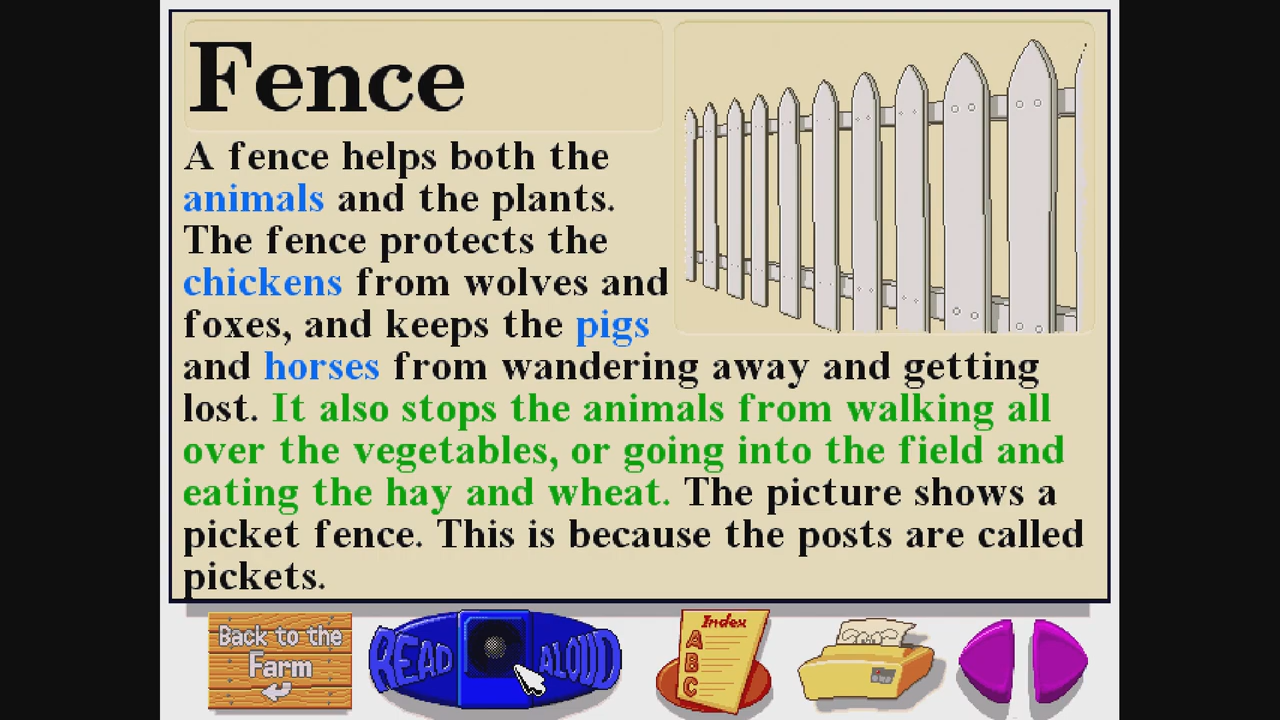 Fence
A fence helps both the
animals and the plants.
The fence protects the
chickens from wolves and
foxes, and keeps the pigs
and horses from wandering away and getting
lost. It also stops the animals from walking all
over the vegetables, or going into the field and
eating the hay and wheat. The picture shows a
picket fence. This is because the posts are called
pickets.
Back to the
Farm
READ ALOUD
Index
A
B
C